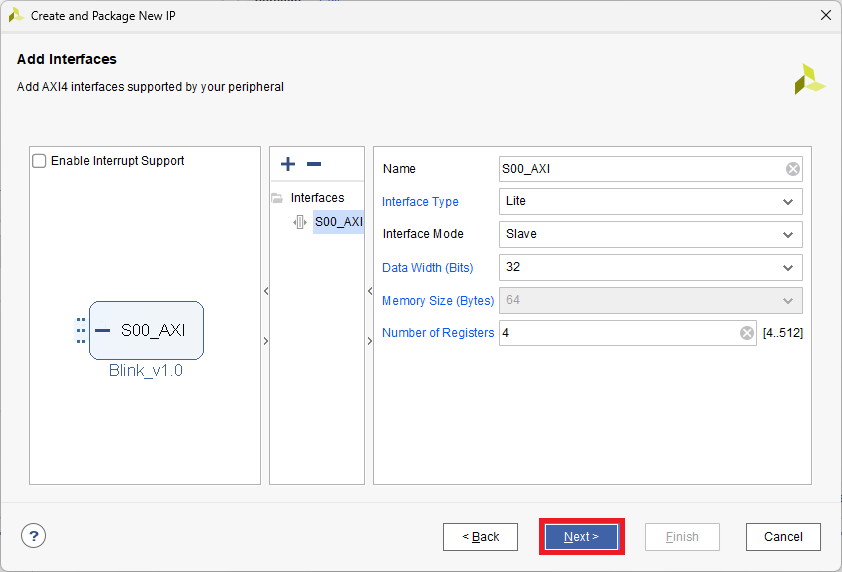 Create and Package New IP
Add Interfaces
Add AXI4 interfaces supported by your peripheral
Enable Interrupt Support
S00_AXI
Blink_v1.0
Interfaces
S00_AXI
Name S00_AXI
Interface Type Lite
Interface Mode Slave
Data Width (Bits) 32
Memory Size (Bytes) 64
Number of Registers 4 [4..512]
? < Back Next > Finish Cancel